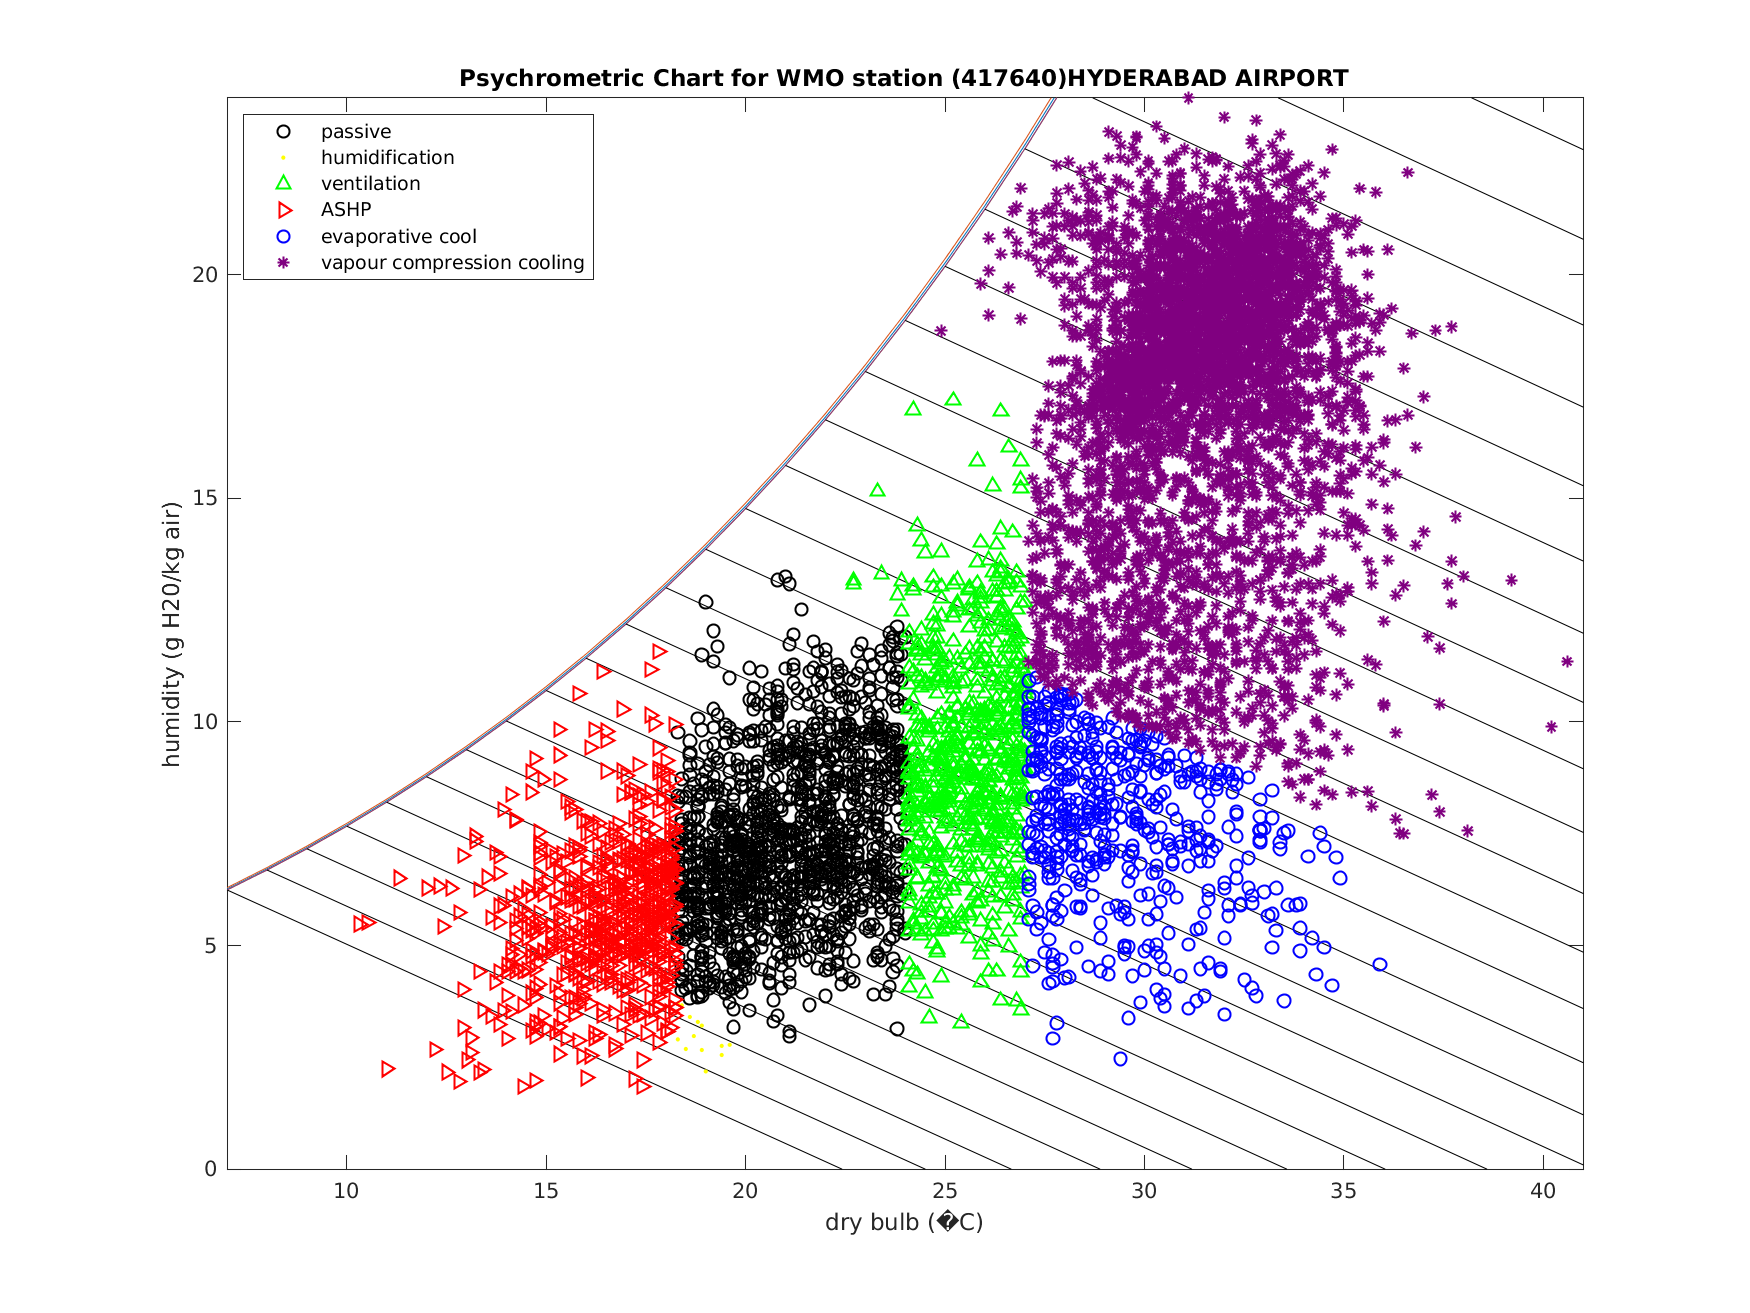 Psychrometric Chart for WMO station (417640)HYDERABAD AIRPORT
passive
humidification
ventilation
ASHP
evaporative cool
vapour compression cooling
20
15
10
5
0
humidity (g H20/kg air)
10 15 20 25 30 35 40
dry bulb (�C)